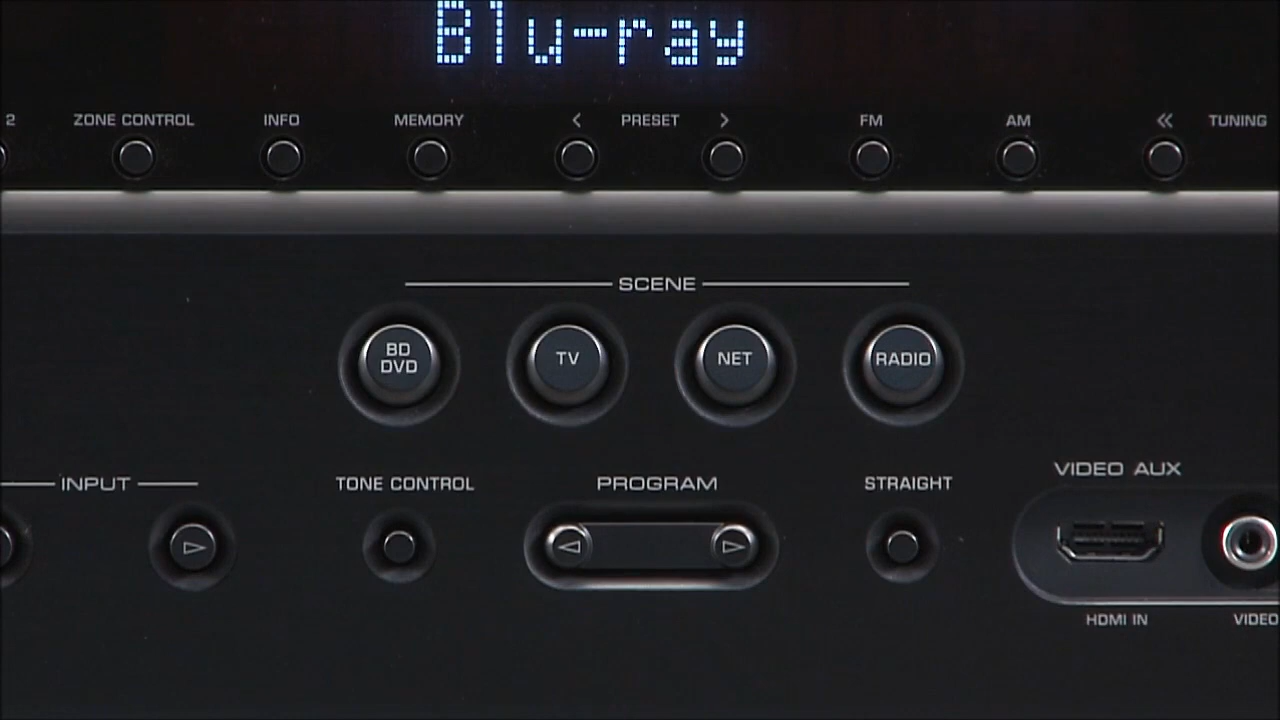 Blu-ray
2 ZONE CONTROL INFO MEMORY < PRESET > FM AM << TUNING
SCENE
BD DVD
TV
NET
RADIO
INPUT
TONE CONTROL
PROGRAM
STRAIGHT
VIDEO AUX
HDMI IN
VIDEO